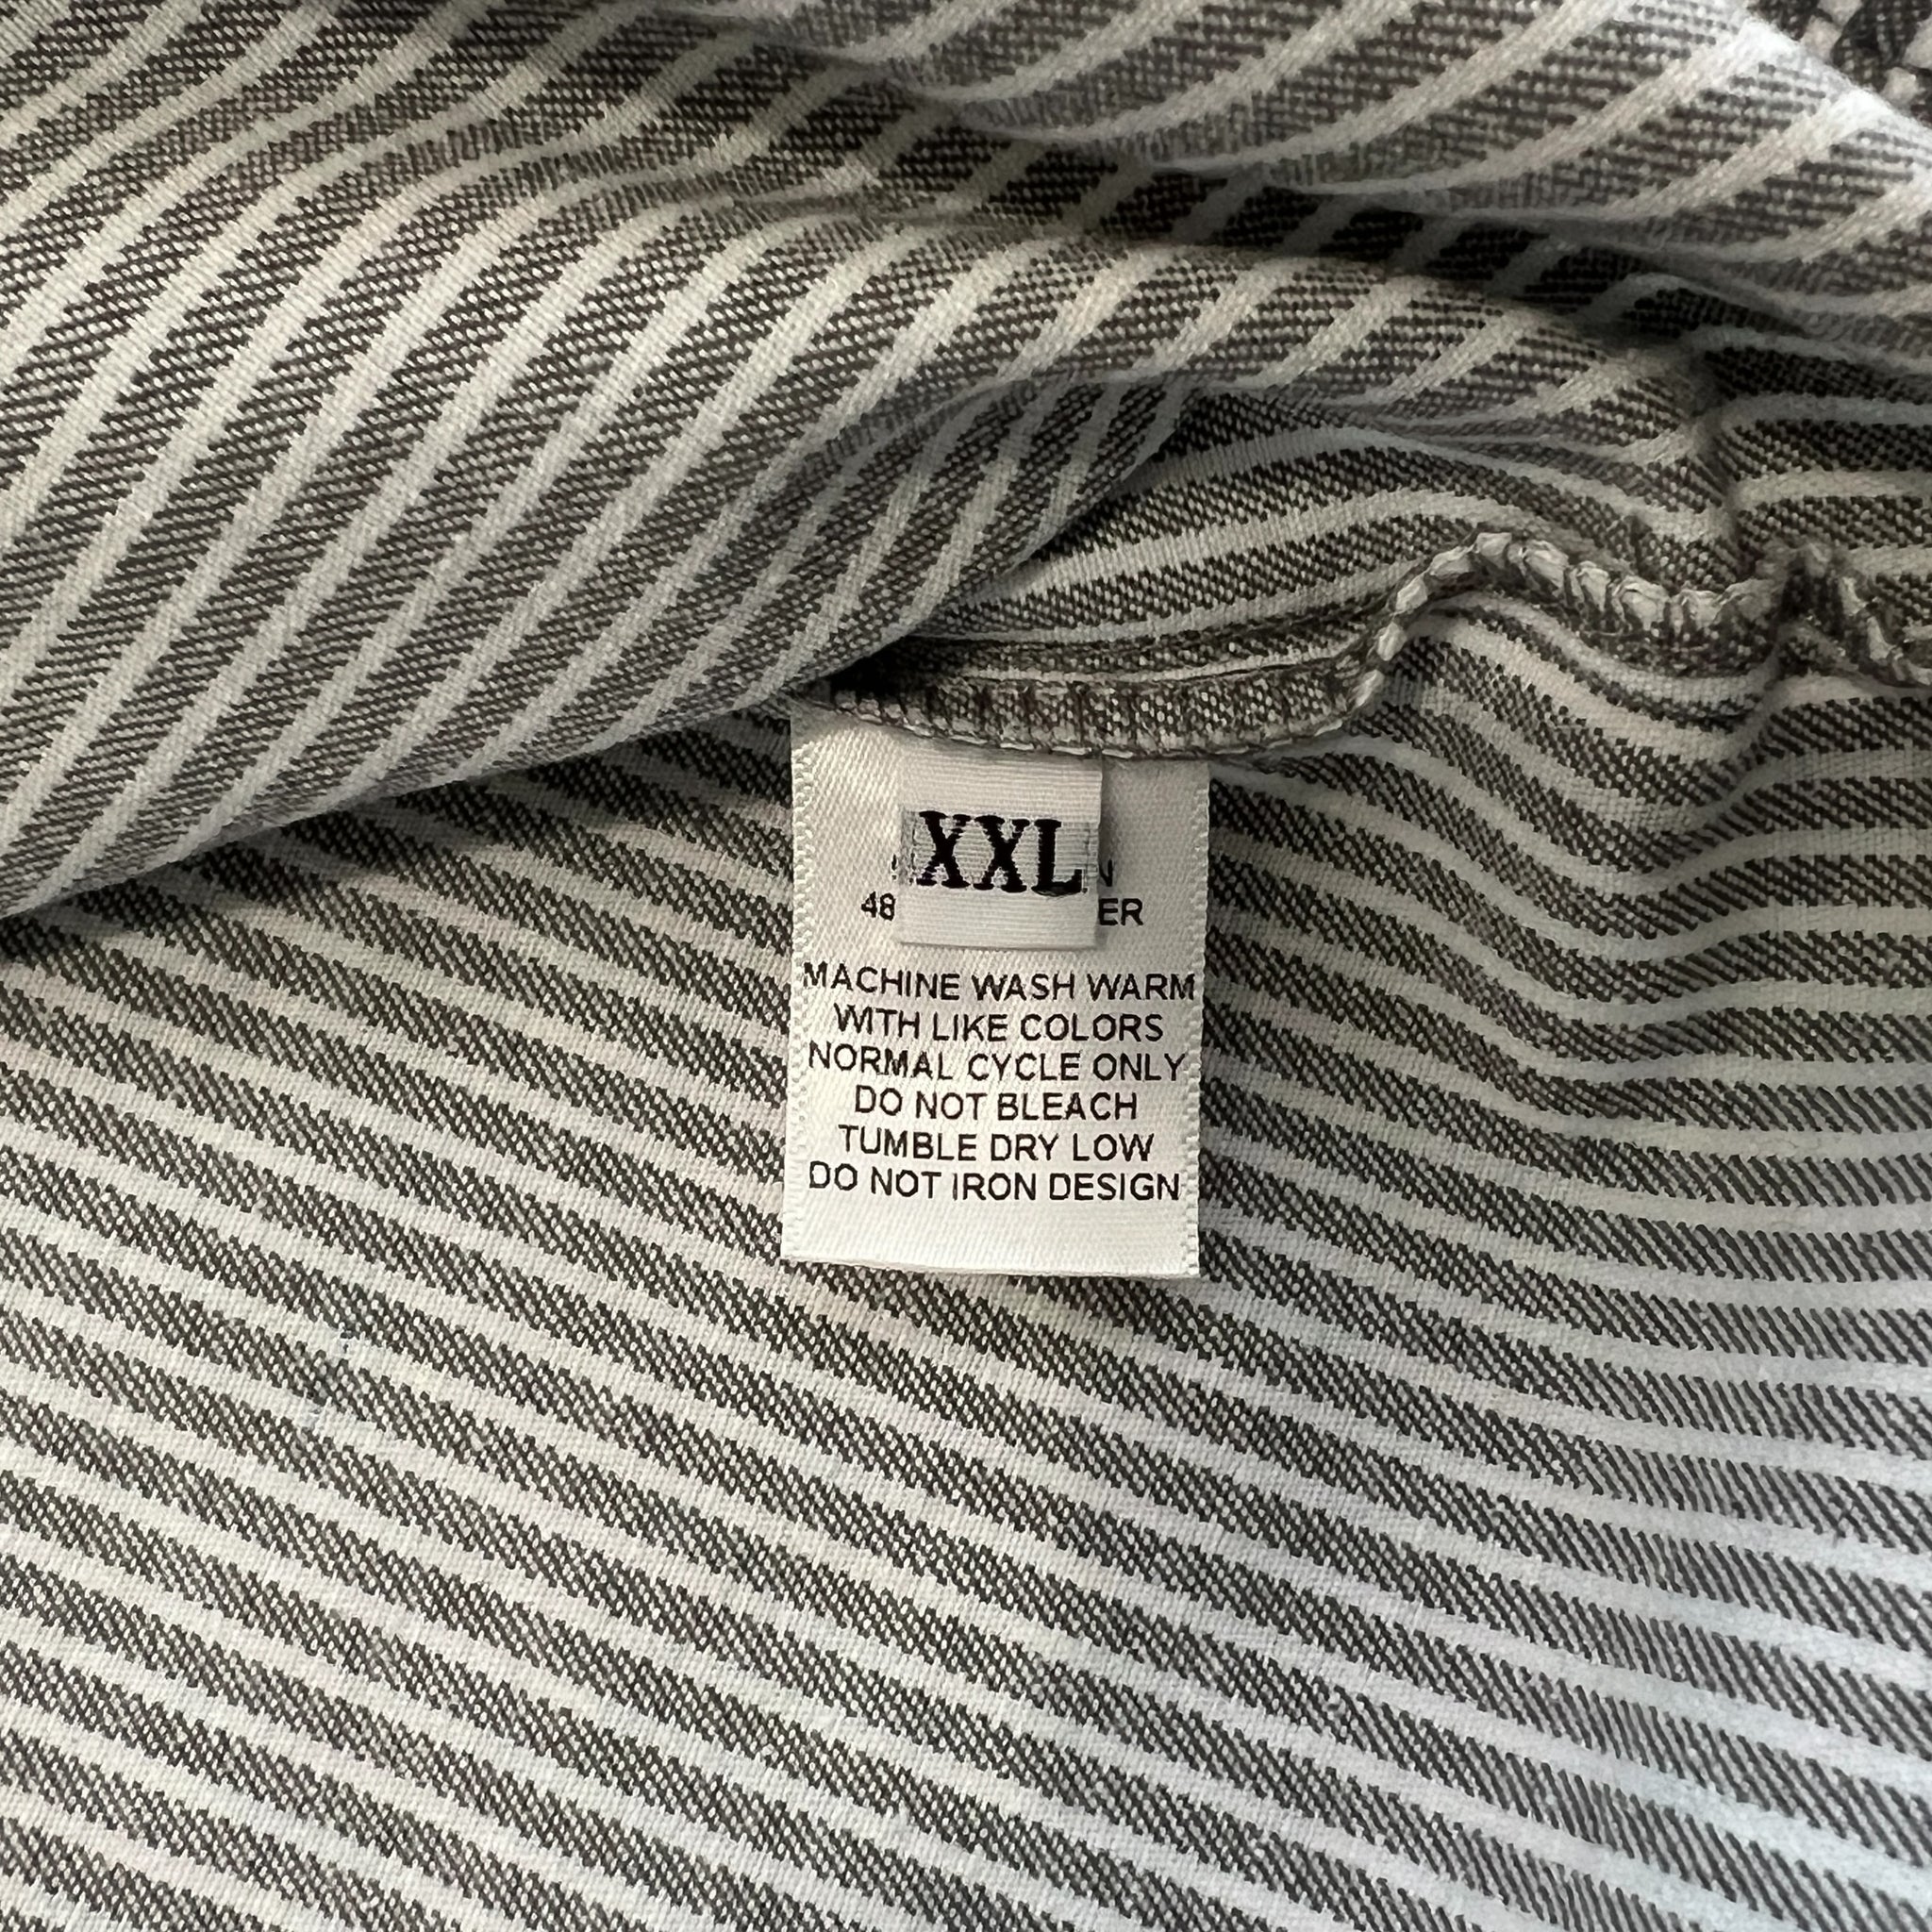 XXL
48
MACHINE WASH WARM
WITH LIKE COLORS
NORMAL CYCLE ONLY
DO NOT BLEACH
TUMBLE DRY LOW
DO NOT IRON DESIGN